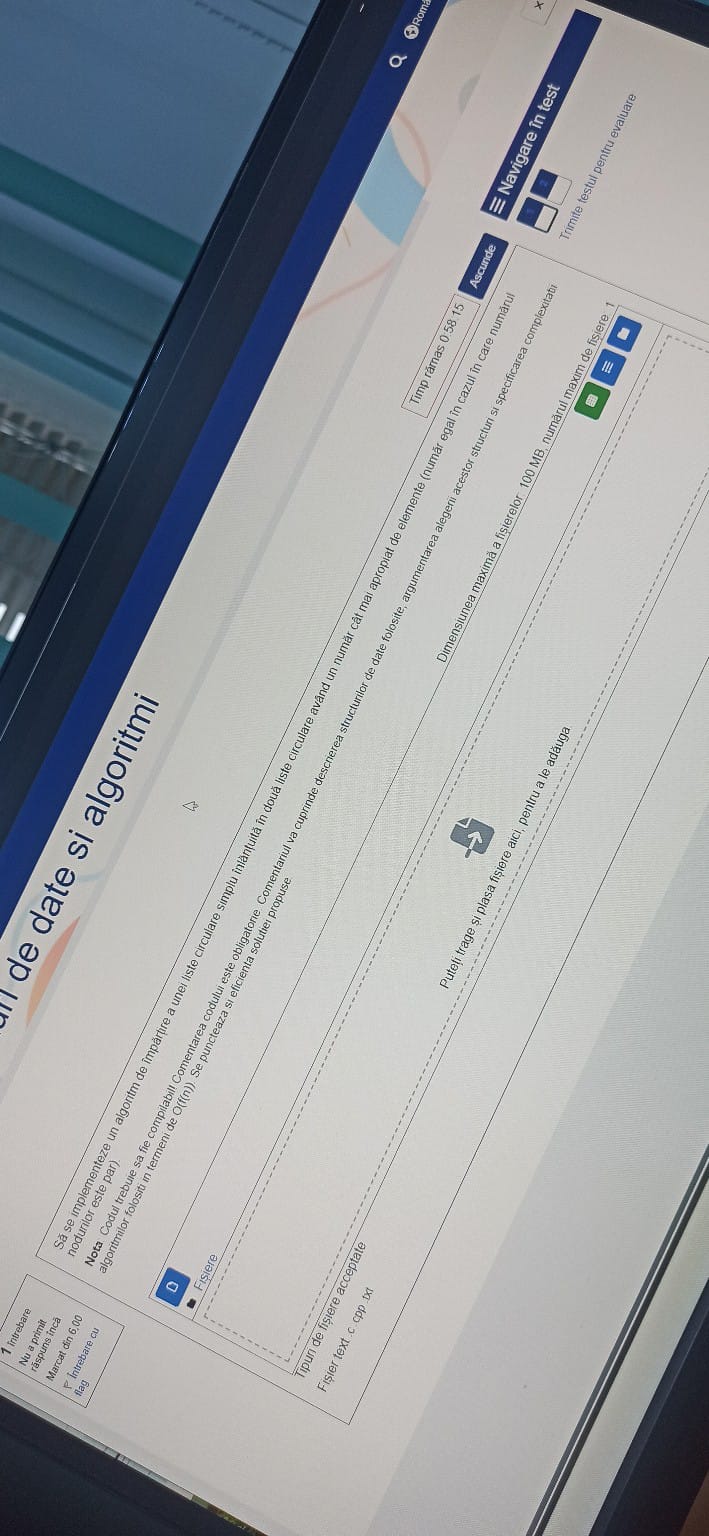 de date si algoritmi
Română
Navigare în test
1
2
Trimite testul pentru evaluare
Timp rămas 0:58:15
Ascunde
1 Întrebare
Nu a primit
răspuns încă
Marcat din 6,00
Întrebare cu
flag
Să se implementeze un algoritm de împărțire a unei liste circulare simplu înlănțuită în două liste circulare având un număr cât mai apropiat de elemente (număr egal în cazul în care numărul
nodurilor este par).
Nota: Codul trebuie sa fie compilabil! Comentarea codului este obligatorie. Comentariul va cuprinde descrierea structurilor de date folosite, argumentarea alegerii acestor structuri si specificarea complexitatii
algoritmilor folositi in termeni de O(f(n)). Se puncteaza si eficienta solutiei propuse.
Dimensiunea maximă a fișierelor: 100 MB, numărul maxim de fișiere: 1
Fișiere
Puteți trage și plasa fișiere aici, pentru a le adăuga.
Tipuri de fișiere acceptate
Fișier text .c .cpp .txt